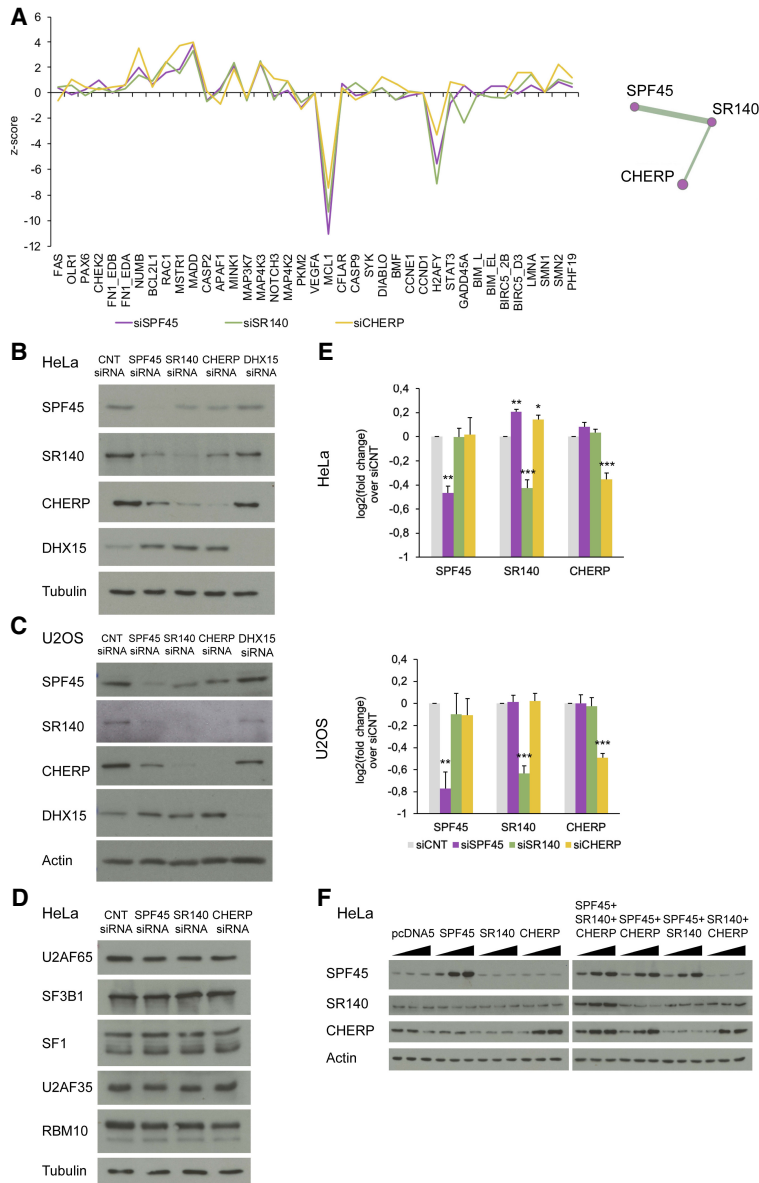 A
6
4
2
0
-2
-4
-6
-8
-10
-12
z-score
FAS
OLR1
PAX6
CHEK2
FN1_EDB
FN1_EDA
NUMB
BCL2L1
RAC1
MSTR1
MADD
CASP2
APAF1
MINK1
MAP3K7
MAP4K3
NOTCH3
MAP4K2
PKM2
VEGFA
MCL1
CFLAR
CASP9
SYK
DIABLO
BMF
CCNE1
CCND1
H2AFY
STAT3
GADD45A
BIM_L
BIM_EL
BIRC5_2B
BIRC5_D3
LMNA
SMN1
SMN2
PHF19
siSPF45 siSR140 siCHERP
SPF45
SR140
CHERP
B
HeLa
CNT SPF45 SR140 CHERP DHX15
siRNA siRNA siRNA siRNA siRNA
SPF45
SR140
CHERP
DHX15
Tubulin
C
U2OS
CNT SPF45 SR140 CHERP DHX15
siRNA siRNA siRNA siRNA siRNA
SPF45
SR140
CHERP
DHX15
Actin
D
HeLa
CNT SPF45 SR140 CHERP
siRNA siRNA siRNA siRNA
U2AF65
SF3B1
SF1
U2AF35
RBM10
Tubulin
E
HeLa
log2(fold change)
over siCNT
0,4
0,2
0
-0,4
-0,6
-0,8
-1
** ** *** * ***
SPF45 SR140 CHERP
U2OS
log2(fold change)
over siCNT
0,4
0,2
0
-0,4
-0,6
-0,8
-1
** *** ***
SPF45 SR140 CHERP
siCNT siSPF45 siSR140 siCHERP
F
HeLa
pcDNA5 SPF45 SR140 CHERP
SPF45+
SR140+ SPF45+ SPF45+ SR140+
CHERP CHERP SR140 CHERP
SPF45
SR140
CHERP
Actin